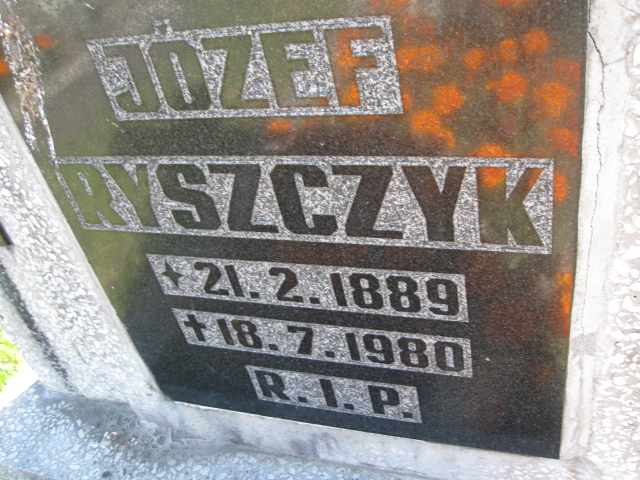 JÓZEF
RYSZCZYK
✦ 21. 2. 1889
✝ 18. 7. 1980
R. I. P.